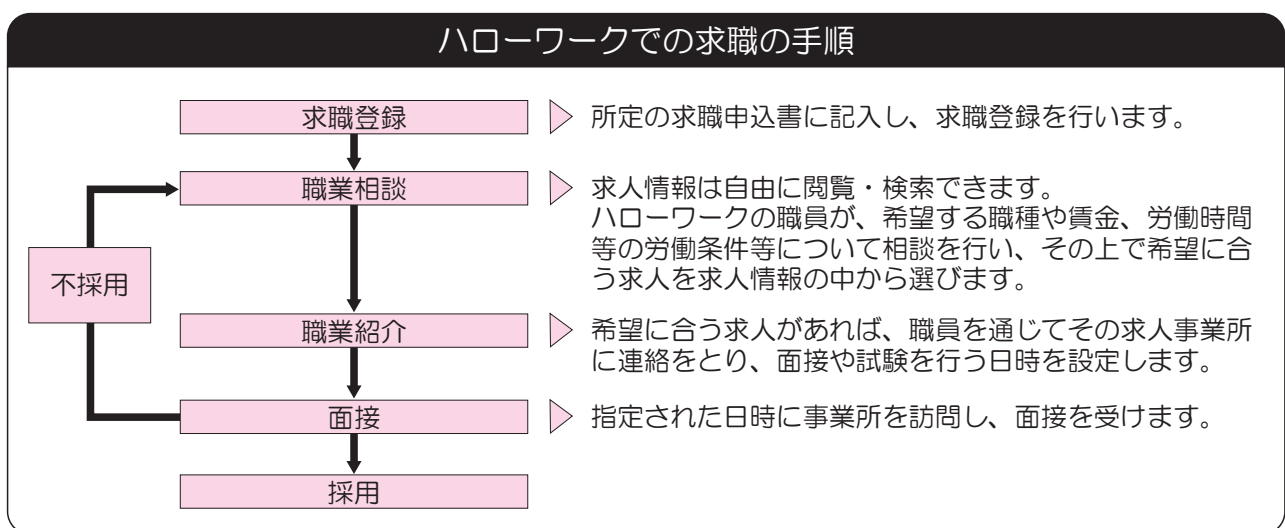 ハローワークでの求職の手順
求職登録
所定の求職申込書に記入し、求職登録を行います。
職業相談
求人情報は自由に閲覧・検索できます。
ハローワークの職員が、希望する職種や賃金、労働時間
等の労働条件等について相談を行い、その上で希望に合
う求人を求人情報の中から選びます。
不採用
職業紹介
希望に合う求人があれば、職員を通じてその求人事業所
に連絡をとり、面接や試験を行う日時を設定します。
面接
指定された日時に事業所を訪問し、面接を受けます。
採用